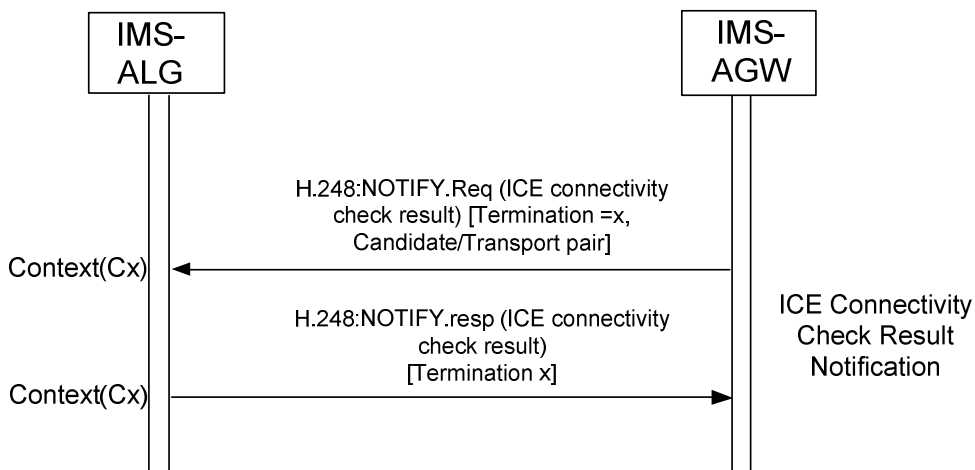 IMS-
ALG
IMS-
AGW
H.248:NOTIFY.Req (ICE connectivity
check result) [Termination =x,
Candidate/Transport pair]
Context(Cx)
H.248:NOTIFY.resp (ICE connectivity
check result)
[Termination x]
Context(Cx)
ICE Connectivity
Check Result
Notification